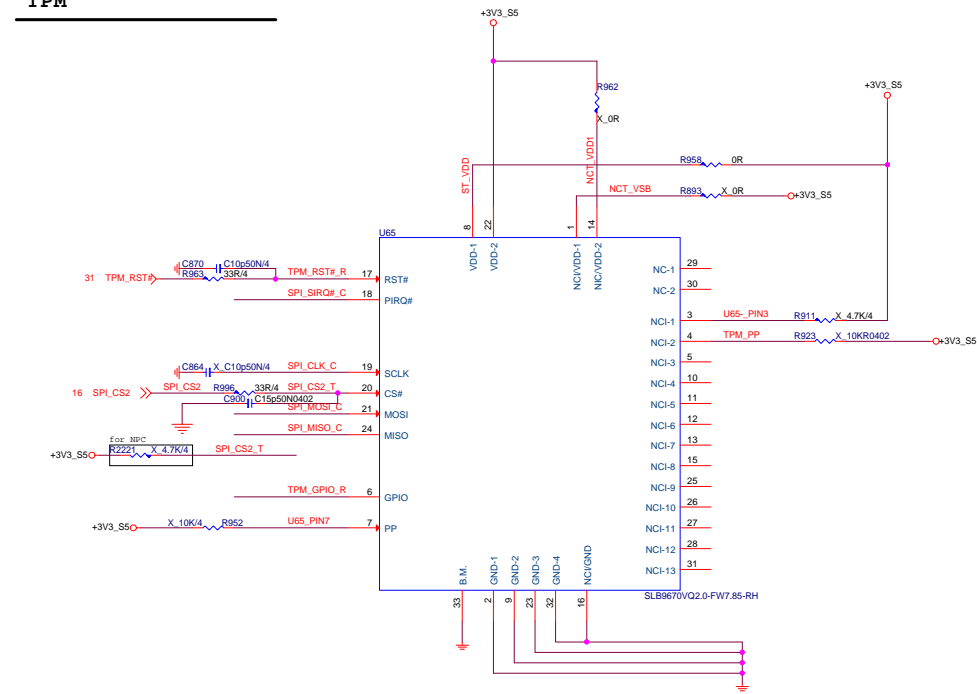 TPM
+3V3_S5
R962
X_0R
+3V3_S5
R958 0R
ST_VDD
NCT_VDD1
NCT_VSB R893 X_0R +3V3_S5
8 22 1 14
U65
VDD-1 VDD-2 NCI/VDD-1 NIC/VDD-2
C870 C10p50N/4
31 TPM_RST# R963 33R/4 TPM_RST#_R 17 RST#
SPI_SIRQ#_C 18 PIRQ#
C864 X_C10p50N/4 SPI_CLK_C 19 SCLK
16 SPI_CS2 SPI_CS2 R996 33R/4 SPI_CS2_T 20 CS#
C900 C15p50N0402
SPI_MOSI_C 21 MOSI
SPI_MISO_C 24 MISO
for NPC
+3V3_S5 R2221 X_4.7K/4 SPI_CS2_T
TPM_GPIO_R 6 GPIO
+3V3_S5 X_10K/4 R952 U65_PIN7 7 PP
NC-1 29
NC-2 30
NCI-1 3 U65-_PIN3 R911 X_4.7K/4
NCI-2 4 TPM_PP R923 X_10KR0402 +3V3_S5
NCI-3 5
NCI-4 10
NCI-5 11
NCI-6 12
NCI-7 13
NCI-8 15
NCI-9 25
NCI-10 26
NCI-11 27
NCI-12 28
NCI-13 31
B.M. GND-1 GND-2 GND-3 GND-4 NCI/GND
33 2 9 23 32 16
SLB9670VQ2.0-FW7.85-RH